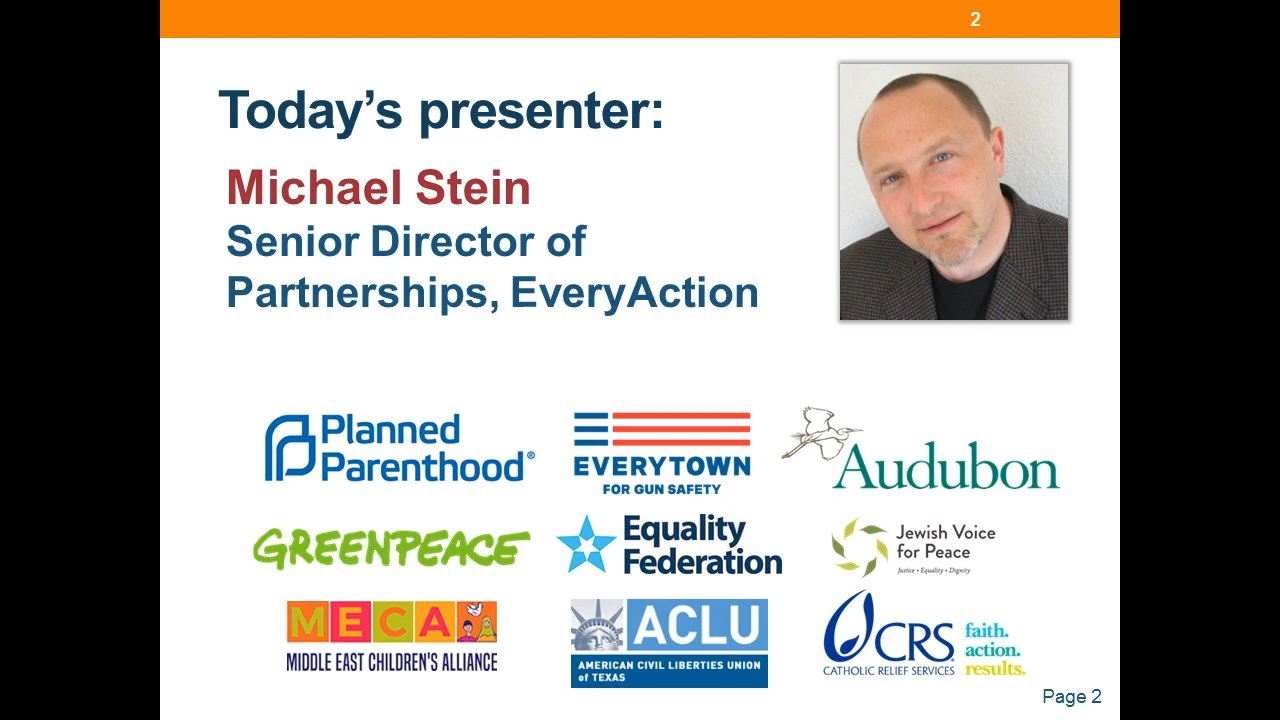 2
Today’s presenter:
Michael Stein
Senior Director of
Partnerships, EveryAction
Planned
Parenthood®
EVERYTOWN
FOR GUN SAFETY
Audubon
GREENPEACE
Equality
Federation
Jewish Voice
for Peace
Justice • Equality • Dignity
MECA
MIDDLE EAST CHILDREN'S ALLIANCE
ACLU
AMERICAN CIVIL LIBERTIES UNION
of TEXAS
CRS
CATHOLIC RELIEF SERVICES
faith.
action.
results.
Page 2